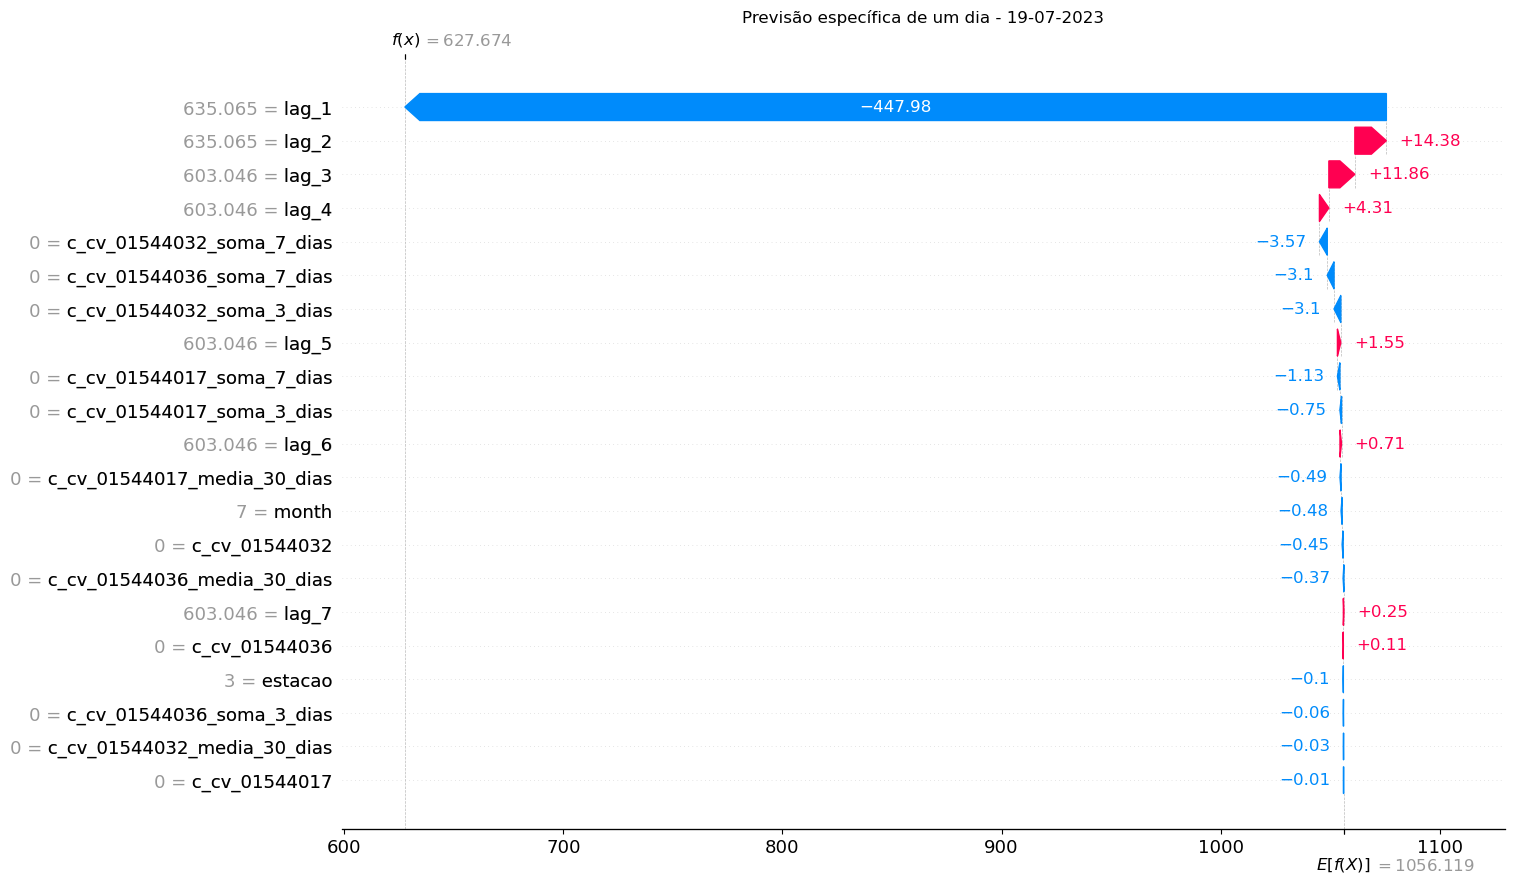 Previsão específica de um dia - 19-07-2023
f(x) = 627.674
635.065 = lag_1 −447.98
635.065 = lag_2 +14.38
603.046 = lag_3 +11.86
603.046 = lag_4 +4.31
0 = c_cv_01544032_soma_7_dias −3.57
0 = c_cv_01544036_soma_7_dias −3.1
0 = c_cv_01544032_soma_3_dias −3.1
603.046 = lag_5 +1.55
0 = c_cv_01544017_soma_7_dias −1.13
0 = c_cv_01544017_soma_3_dias −0.75
603.046 = lag_6 +0.71
0 = c_cv_01544017_media_30_dias −0.49
7 = month −0.48
0 = c_cv_01544032 −0.45
0 = c_cv_01544036_media_30_dias −0.37
603.046 = lag_7 +0.25
0 = c_cv_01544036 +0.11
3 = estacao −0.1
0 = c_cv_01544036_soma_3_dias −0.06
0 = c_cv_01544032_media_30_dias −0.03
0 = c_cv_01544017 −0.01
600 700 800 900 1000 1100
E[f(X)] = 1056.119